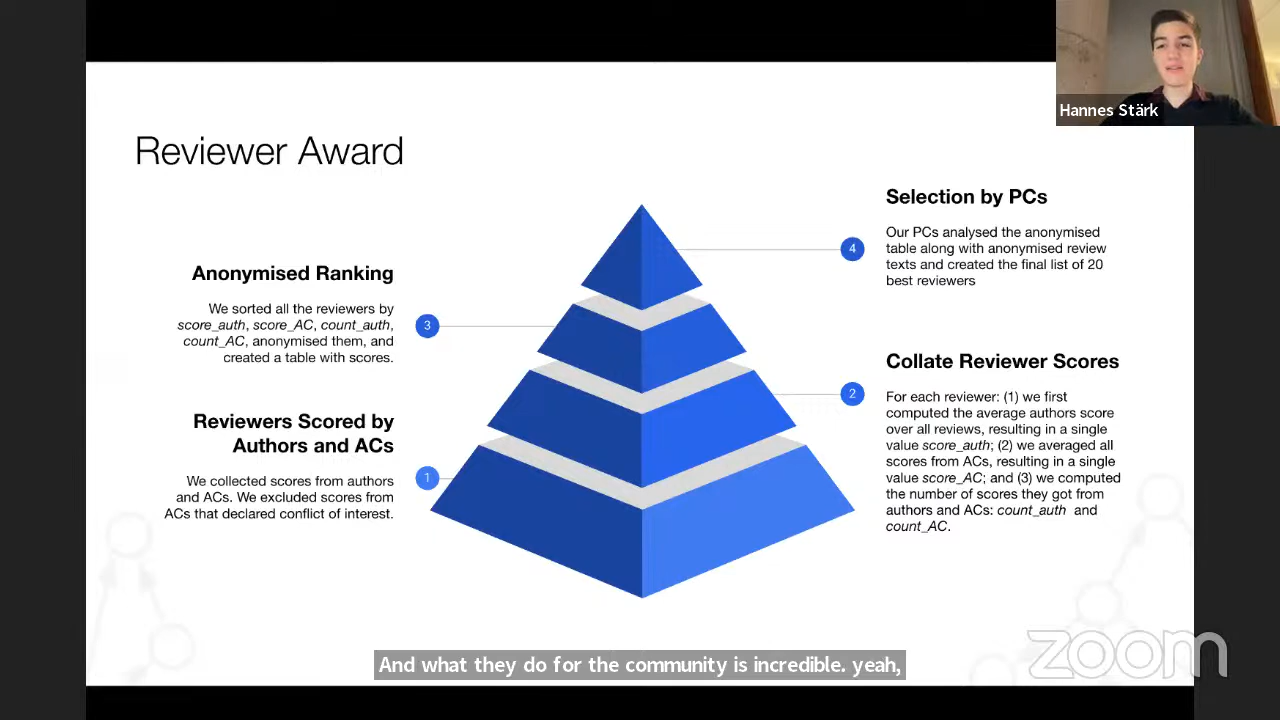 Hannes Stärk
Reviewer Award
Selection by PCs
Our PCs analysed the anonymised
table along with anonymised review
texts and created the final list of 20
best reviewers
4
Anonymised Ranking
We sorted all the reviewers by
score_auth, score_AC, count_auth,
count_AC, anonymised them, and
created a table with scores.
3
Collate Reviewer Scores
For each reviewer: (1) we first
computed the average authors score
over all reviews, resulting in a single
value score_auth; (2) we averaged all
scores from ACs, resulting in a single
value score_AC; and (3) we computed
the number of scores they got from
authors and ACs: count_auth and
count_AC.
2
Reviewers Scored by
Authors and ACs
We collected scores from authors
and ACs. We excluded scores from
ACs that declared conflict of interest.
1
zoom
And what they do for the community is incredible. yeah,